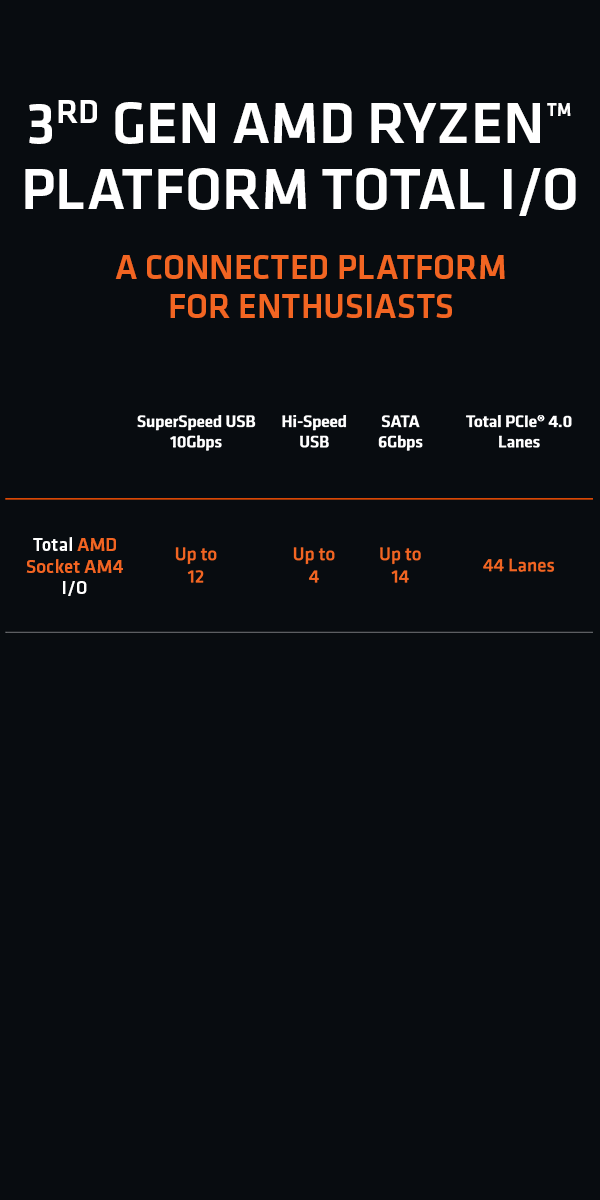 3RD GEN AMD RYZEN™
PLATFORM TOTAL I/O
A CONNECTED PLATFORM
FOR ENTHUSIASTS
SuperSpeed USB 10Gbps
Hi-Speed USB
SATA 6Gbps
Total PCIe® 4.0 Lanes
Total AMD
Socket AM4
I/O
Up to
12
Up to
4
Up to
14
44 Lanes